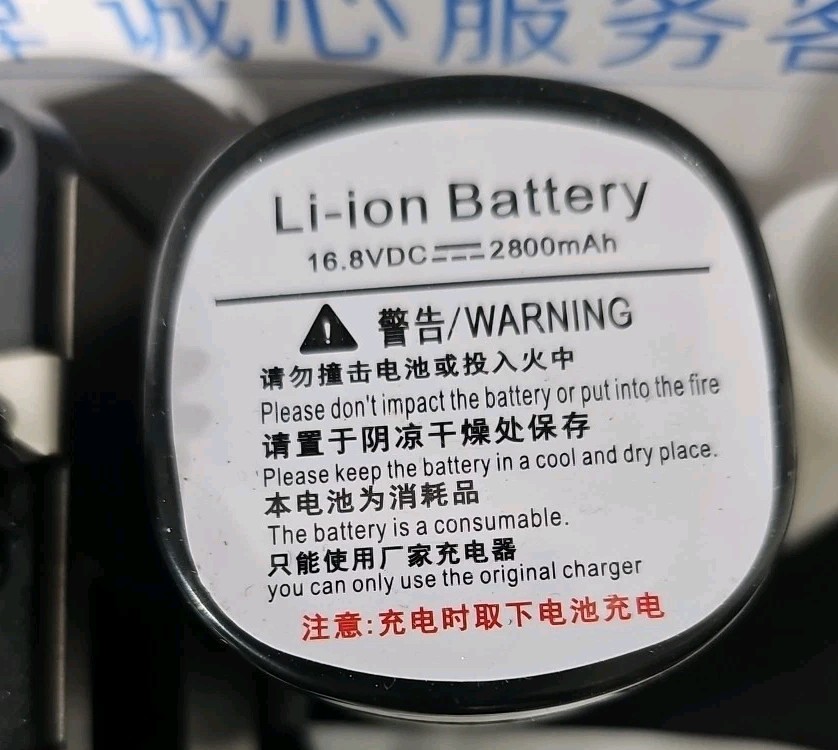 诚心服务客
Li-ion Battery
16.8VDC⎓2800mAh
警告/WARNING
请勿撞击电池或投入火中
Please don't impact the battery or put into the fire
请置于阴凉干燥处保存
Please keep the battery in a cool and dry place.
本电池为消耗品
The battery is a consumable.
只能使用厂家充电器
you can only use the original charger
注意:充电时取下电池充电